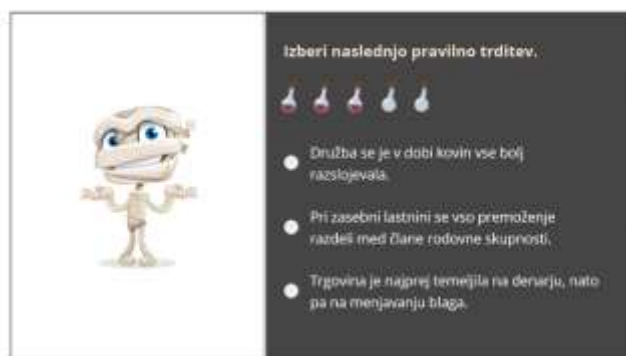 Izberi naslednjo pravilno trditev.
Družba se je v dobi kovin vse bolj
razslojevala.
Pri zasebni lastnini se vso premoženje
razdeli med člane rodovne skupnosti.
Trgovina je najprej temeljila na denarju, nato
pa na menjavanju blaga.